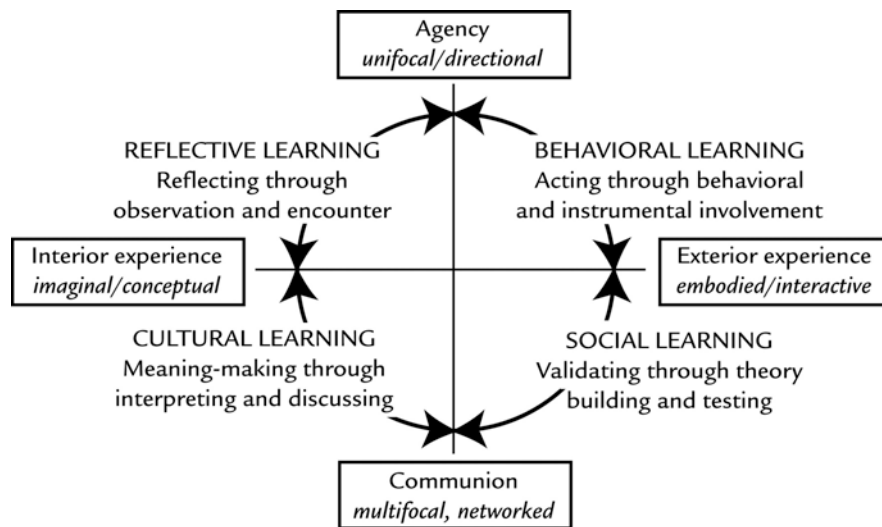 Agency
unifocal/directional
REFLECTIVE LEARNING
Reflecting through
observation and encounter
BEHAVIORAL LEARNING
Acting through behavioral
and instrumental involvement
Interior experience
imaginal/conceptual
Exterior experience
embodied/interactive
CULTURAL LEARNING
Meaning-making through
interpreting and discussing
SOCIAL LEARNING
Validating through theory
building and testing
Communion
multifocal, networked